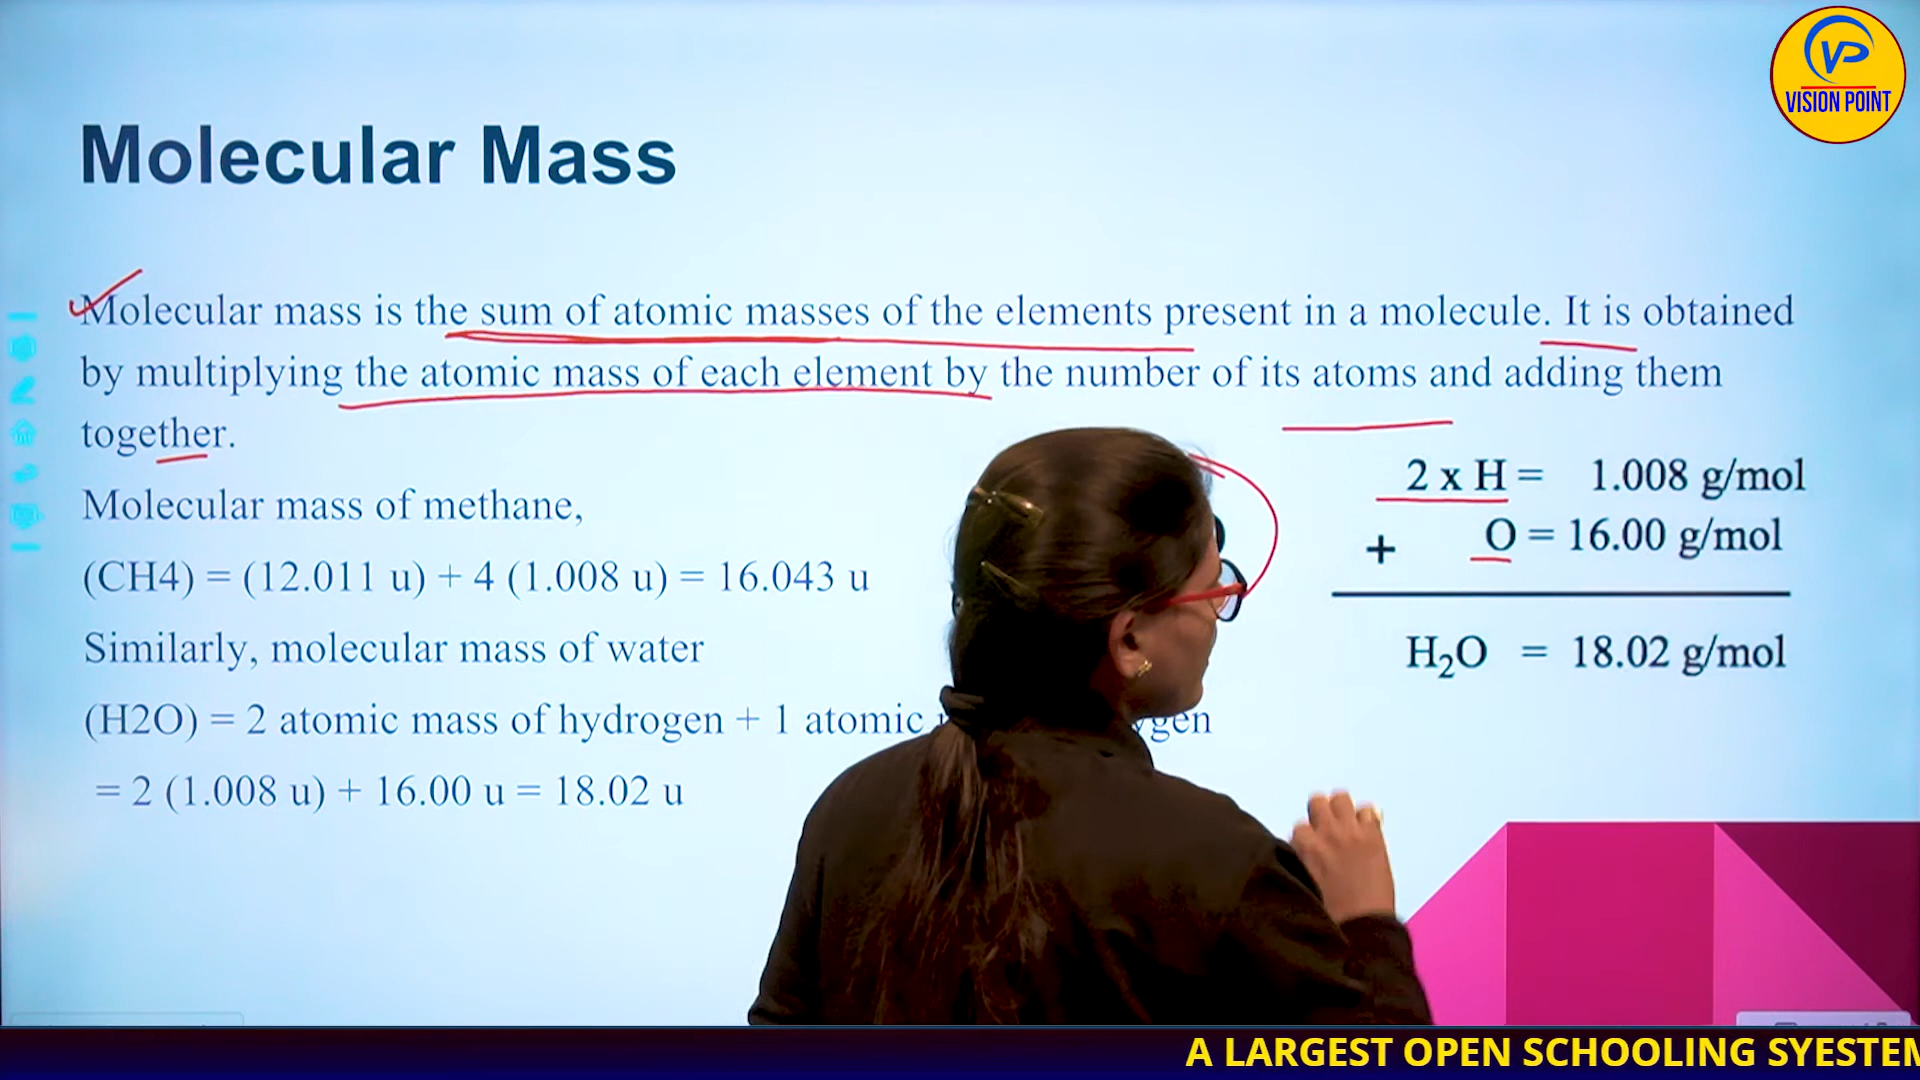 VP
VISION POINT
Molecular Mass
Molecular mass is the sum of atomic masses of the elements present in a molecule. It is obtained
by multiplying the atomic mass of each element by the number of its atoms and adding them
together.
Molecular mass of methane,
(CH4) = (12.011 u) + 4 (1.008 u) = 16.043 u
Similarly, molecular mass of water
(H2O) = 2 atomic mass of hydrogen + 1 atomic
= 2 (1.008 u) + 16.00 u = 18.02 u
2 x H = 1.008 g/mol
+ O = 16.00 g/mol
H₂O = 18.02 g/mol
A LARGEST OPEN SCHOOLING SYESTEM